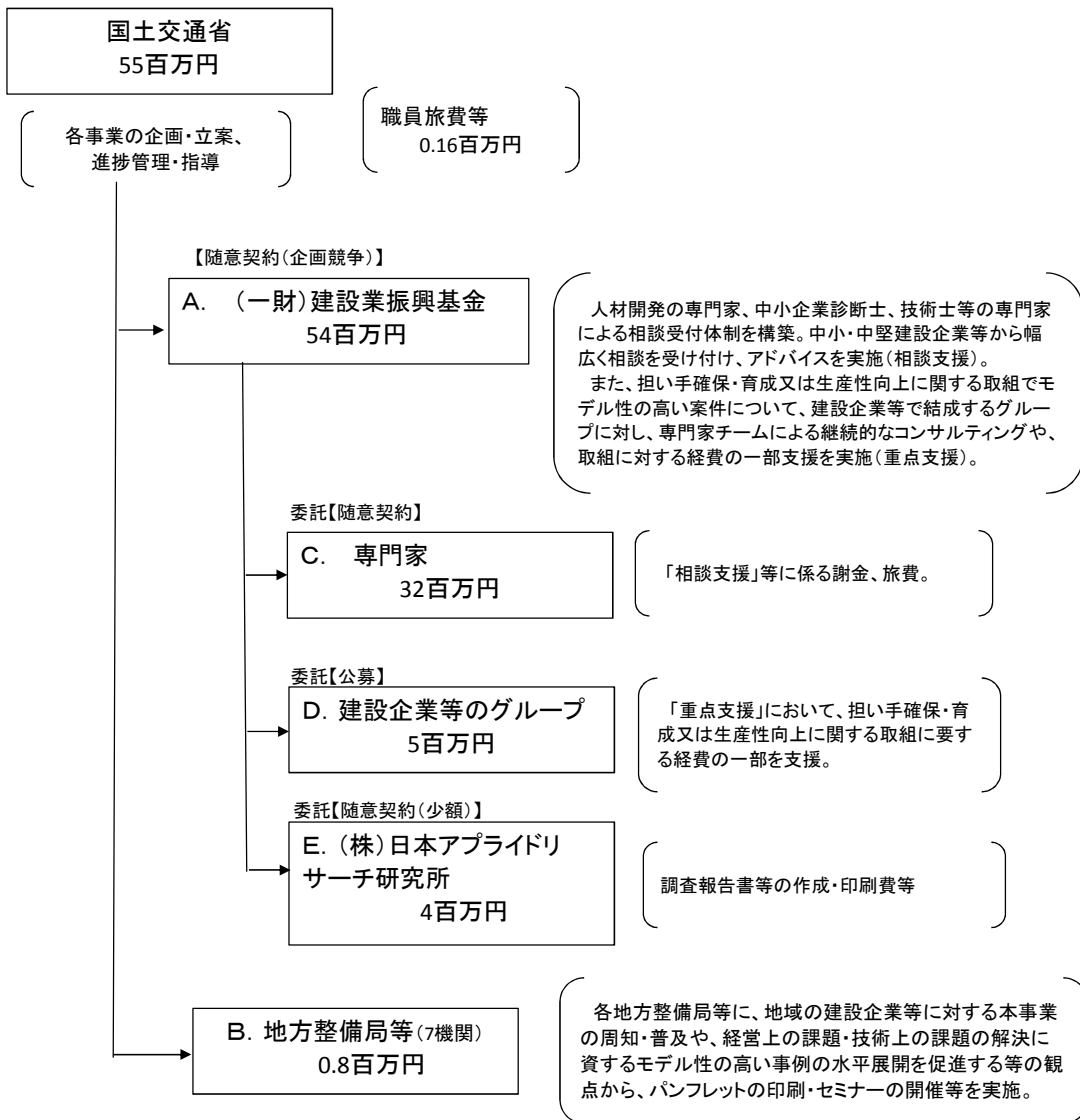 国土交通省
55百万円
各事業の企画・立案、
進捗管理・指導
職員旅費等
0.16百万円
【随意契約(企画競争)】
A. (一財)建設業振興基金
54百万円
人材開発の専門家、中小企業診断士、技術士等の専門家
による相談受付体制を構築。中小・中堅建設企業等から幅
広く相談を受け付け、アドバイスを実施(相談支援)。
また、担い手確保・育成又は生産性向上に関する取組でモ
デル性の高い案件について、建設企業等で結成するグルー
プに対し、専門家チームによる継続的なコンサルティングや、
取組に対する経費の一部支援を実施(重点支援)。
委託【随意契約】
C. 専門家
32百万円
「相談支援」等に係る謝金、旅費。
委託【公募】
D. 建設企業等のグループ
5百万円
「重点支援」において、担い手確保・育
成又は生産性向上に関する取組に要す
る経費の一部を支援。
委託【随意契約(少額)】
E. (株)日本アプライドリ
サーチ研究所
4百万円
調査報告書等の作成・印刷費等
B. 地方整備局等(7機関)
0.8百万円
各地方整備局等に、地域の建設企業等に対する本事業
の周知・普及や、経営上の課題・技術上の課題の解決に
資するモデル性の高い事例の水平展開を促進する等の観
点から、パンフレットの印刷・セミナーの開催等を実施。